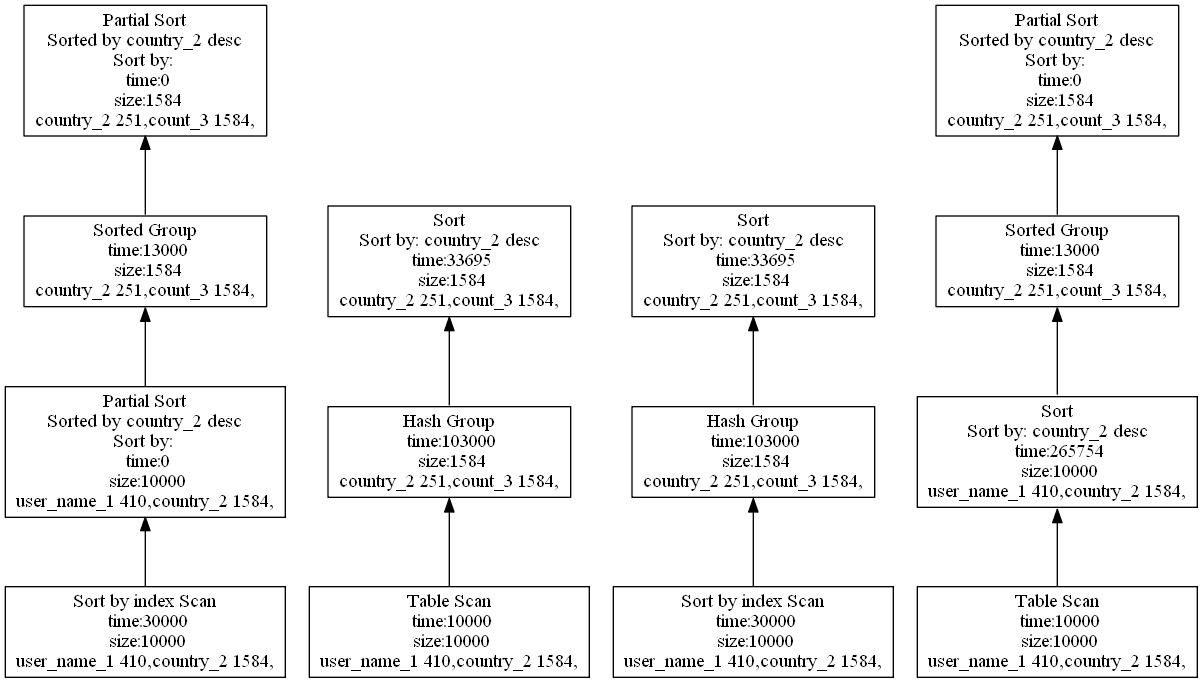 Partial Sort
Sorted by country_2 desc
Sort by:
time:0
size:1584
country_2 251,count_3 1584,
Sorted Group
time:13000
size:1584
country_2 251,count_3 1584,
Partial Sort
Sorted by country_2 desc
Sort by:
time:0
size:10000
user_name_1 410,country_2 1584,
Sort by index Scan
time:30000
size:10000
user_name_1 410,country_2 1584,
Sort
Sort by: country_2 desc
time:33695
size:1584
country_2 251,count_3 1584,
Hash Group
time:103000
size:1584
country_2 251,count_3 1584,
Table Scan
time:10000
size:10000
user_name_1 410,country_2 1584,
Sort
Sort by: country_2 desc
time:33695
size:1584
country_2 251,count_3 1584,
Hash Group
time:103000
size:1584
country_2 251,count_3 1584,
Sort by index Scan
time:30000
size:10000
user_name_1 410,country_2 1584,
Partial Sort
Sorted by country_2 desc
Sort by:
time:0
size:1584
country_2 251,count_3 1584,
Sorted Group
time:13000
size:1584
country_2 251,count_3 1584,
Sort
Sort by: country_2 desc
time:265754
size:10000
user_name_1 410,country_2 1584,
Table Scan
time:10000
size:10000
user_name_1 410,country_2 1584,